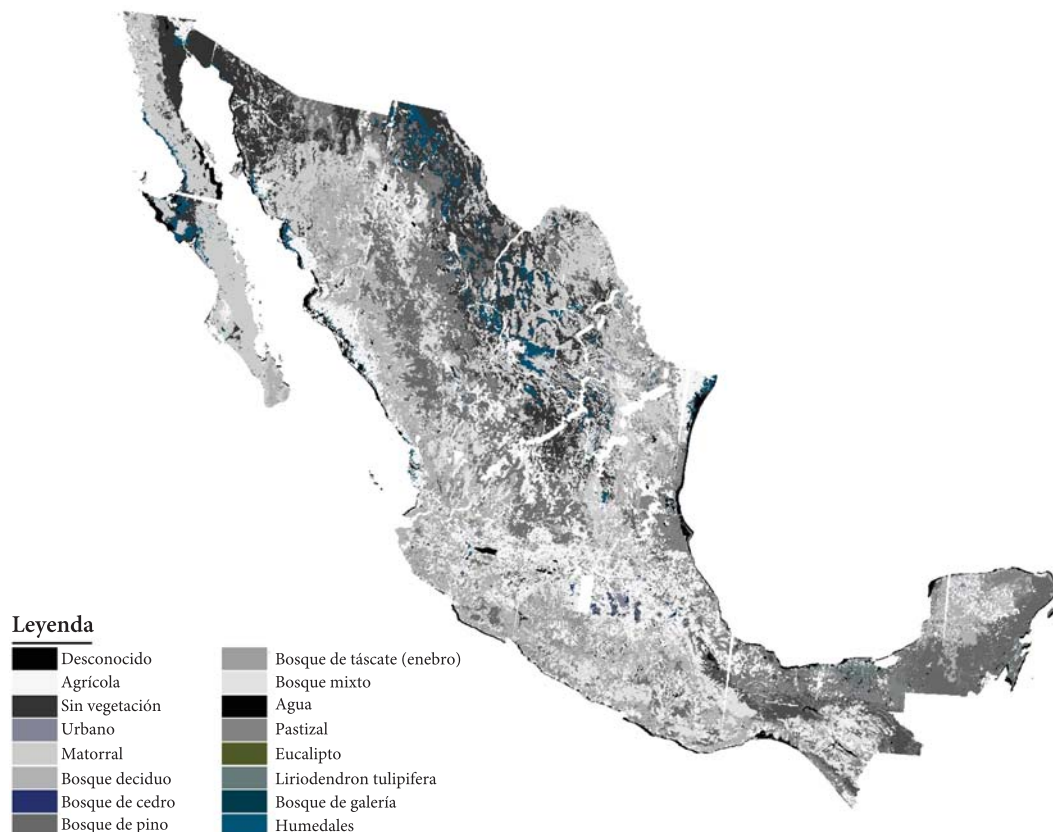 Leyenda
Desconocido
Agrícola
Sin vegetación
Urbano
Matorral
Bosque deciduo
Bosque de cedro
Bosque de pino
Bosque de táscate (enebro)
Bosque mixto
Agua
Pastizal
Eucalipto
Liriodendron tulipifera
Bosque de galería
Humedales